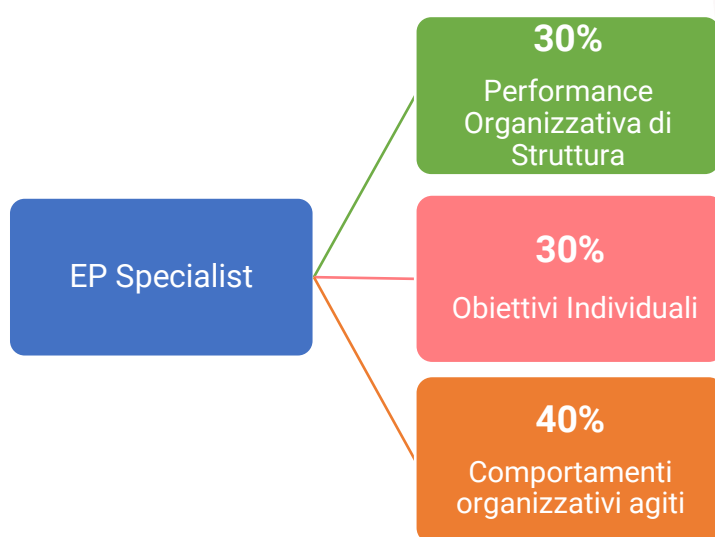 EP Specialist
30%
Performance
Organizzativa di
Struttura
30%
Obiettivi Individuali
40%
Comportamenti
organizzativi agiti